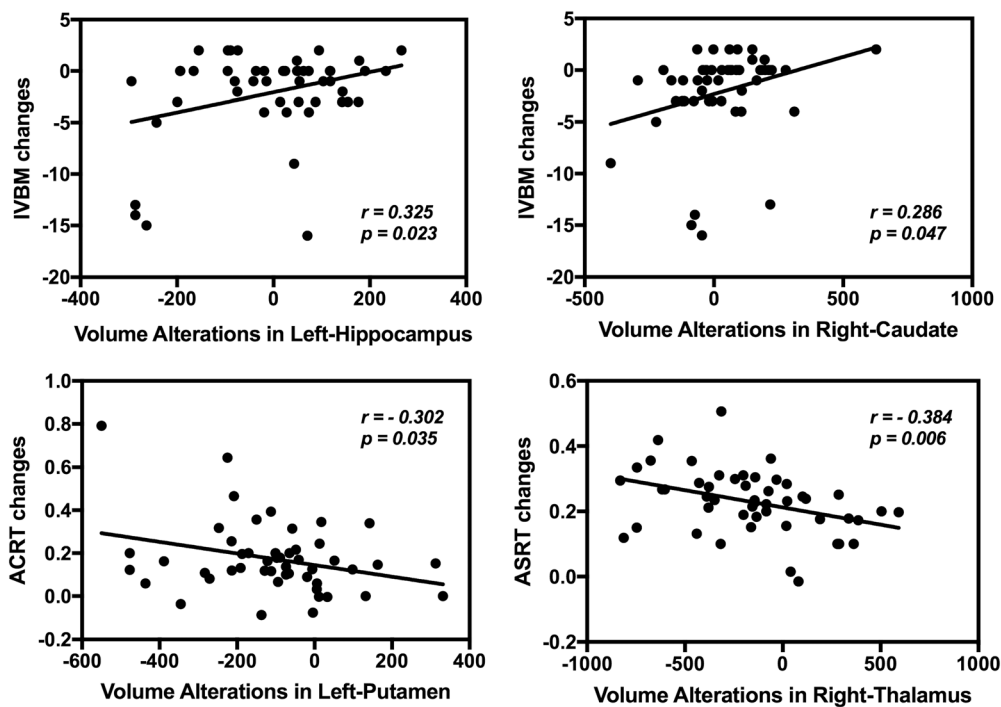 5
0
-5
-10
-15
-20
IVBM changes
r = 0.325
p = 0.023
-400 -200 0 200 400
Volume Alterations in Left-Hippocampus
5
0
-5
-10
-15
-20
IVBM changes
r = 0.286
p = 0.047
-500 0 500 1000
Volume Alterations in Right-Caudate
1.0
0.8
0.6
0.4
0.2
0.0
-0.2
ACRT changes
r = - 0.302
p = 0.035
-600 -400 -200 0 200 400
Volume Alterations in Left-Putamen
0.6
0.4
0.2
0.0
-0.2
ASRT changes
r = - 0.384
p = 0.006
-1000 -500 0 500 1000
Volume Alterations in Right-Thalamus